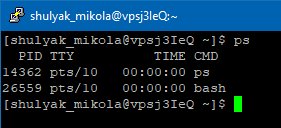 shulyak_mikola@vpsj3IeQ:~
[shulyak_mikola@vpsj3IeQ ~]$ ps
  PID TTY          TIME CMD
14362 pts/10   00:00:00 ps
26559 pts/10   00:00:00 bash
[shulyak_mikola@vpsj3IeQ ~]$